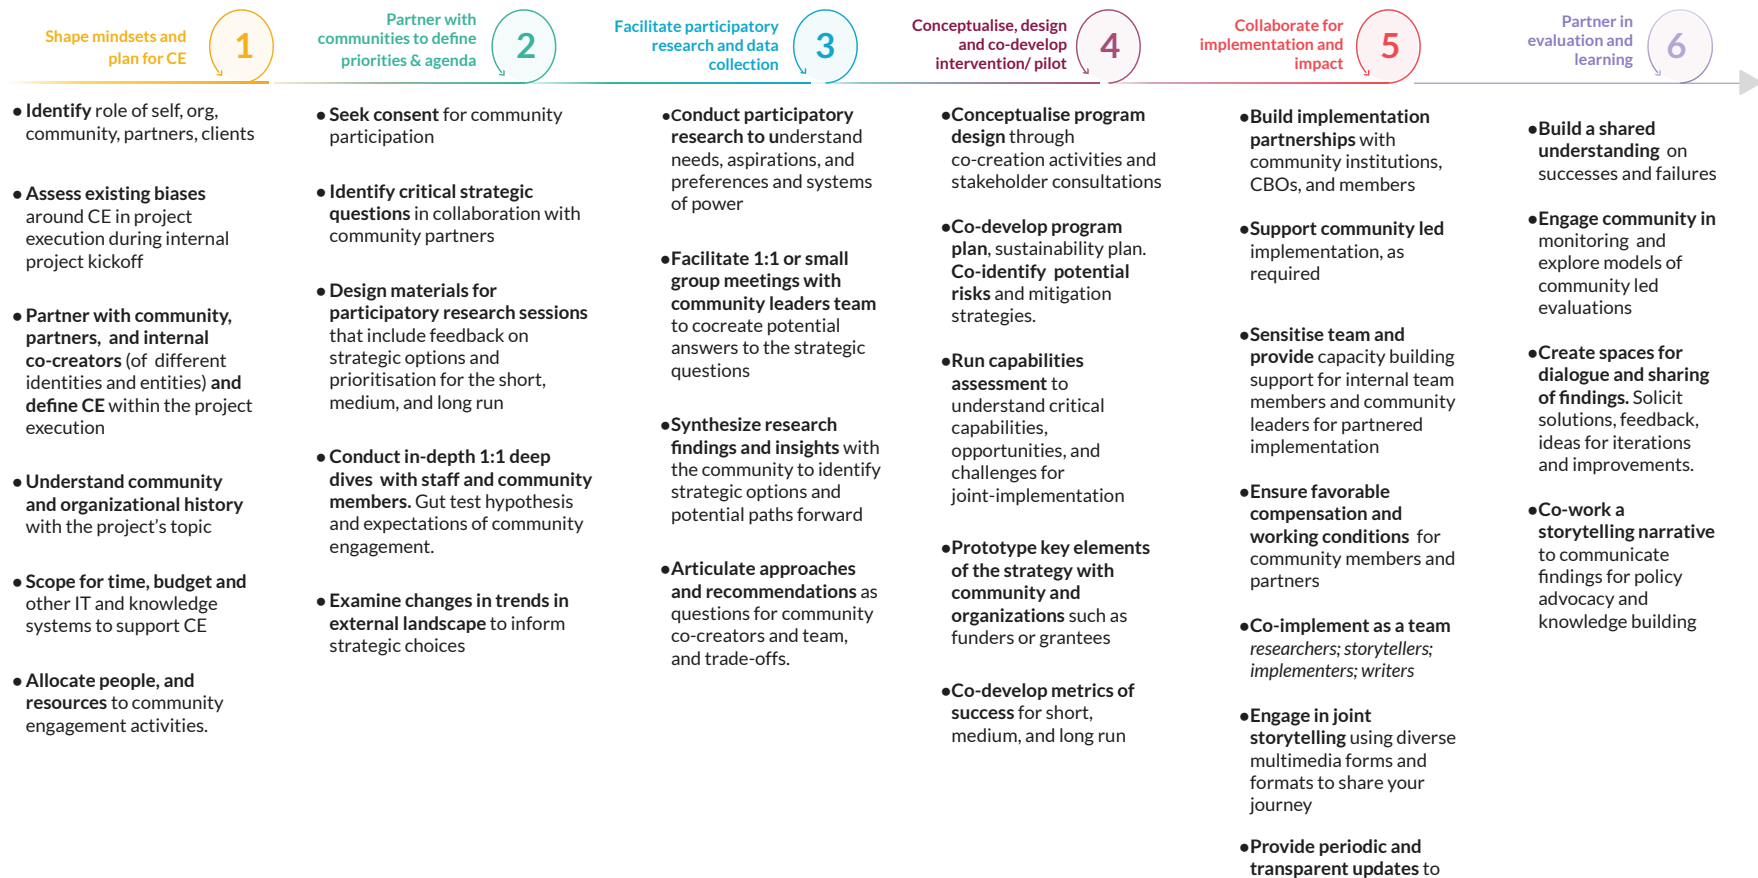 Shape mindsets and
plan for CE
1
● Identify role of self, org,
community, partners, clients
● Assess existing biases
around CE in project
execution during internal
project kickoff
● Partner with community,
partners, and internal
co-creators (of different
identities and entities) and
define CE within the project
execution
● Understand community
and organizational history
with the project's topic
● Scope for time, budget and
other IT and knowledge
systems to support CE
● Allocate people, and
resources to community
engagement activities.
Partner with
communities to define
priorities & agenda
2
● Seek consent for community
participation
● Identify critical strategic
questions in collaboration with
community partners
● Design materials for
participatory research sessions
that include feedback on
strategic options and
prioritisation for the short,
medium, and long run
● Conduct in-depth 1:1 deep
dives with staff and community
members. Gut test hypothesis
and expectations of community
engagement.
● Examine changes in trends in
external landscape to inform
strategic choices
Facilitate participatory
research and data
collection
3
●Conduct participatory
research to understand
needs, aspirations, and
preferences and systems
of power
●Facilitate 1:1 or small
group meetings with
community leaders team
to cocreate potential
answers to the strategic
questions
●Synthesize research
findings and insights with
the community to identify
strategic options and
potential paths forward
●Articulate approaches
and recommendations as
questions for community
co-creators and team,
and trade-offs.
Conceptualise, design
and co-develop
intervention/ pilot
4
●Conceptualise program
design through
co-creation activities and
stakeholder consultations
●Co-develop program
plan, sustainability plan.
Co-identify potential
risks and mitigation
strategies.
●Run capabilities
assessment to
understand critical
capabilities,
opportunities, and
challenges for
joint-implementation
●Prototype key elements
of the strategy with
community and
organizations such as
funders or grantees
●Co-develop metrics of
success for short,
medium, and long run
Collaborate for
implementation and
impact
5
●Build implementation
partnerships with
community institutions,
CBOs, and members
●Support community led
implementation, as
required
●Sensitise team and
provide capacity building
support for internal team
members and community
leaders for partnered
implementation
●Ensure favorable
compensation and
working conditions for
community members and
partners
●Co-implement as a team
researchers; storytellers;
implementers; writers
●Engage in joint
storytelling using diverse
multimedia forms and
formats to share your
journey
●Provide periodic and
transparent updates to
Partner in
evaluation and
learning
6
●Build a shared
understanding on
successes and failures
●Engage community in
monitoring and
explore models of
community led
evaluations
●Create spaces for
dialogue and sharing
of findings. Solicit
solutions, feedback,
ideas for iterations
and improvements.
●Co-work a
storytelling narrative
to communicate
findings for policy
advocacy and
knowledge building